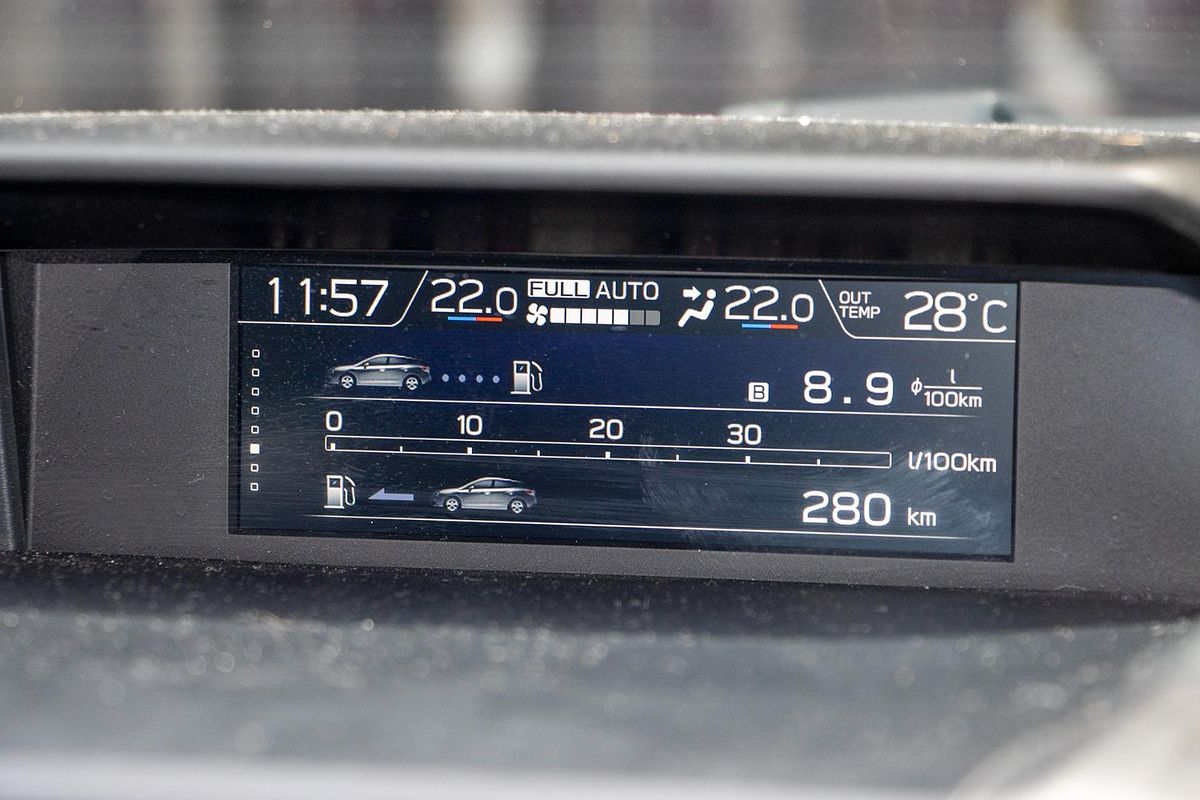 11:57 22.0 FULL AUTO 22.0 OUT TEMP 28°C
B 8.9 ϕ l/100km
0 10 20 30
l/100km
280 km